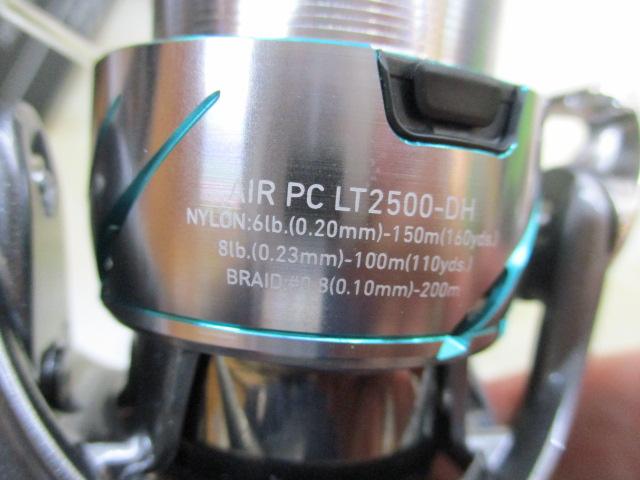 AIR PC LT2500-DH
NYLON:6lb.(0.20mm)-150m(160yds.)
8lb.(0.23mm)-100m(110yds.)
BRAID:#0.8(0.10mm)-200m